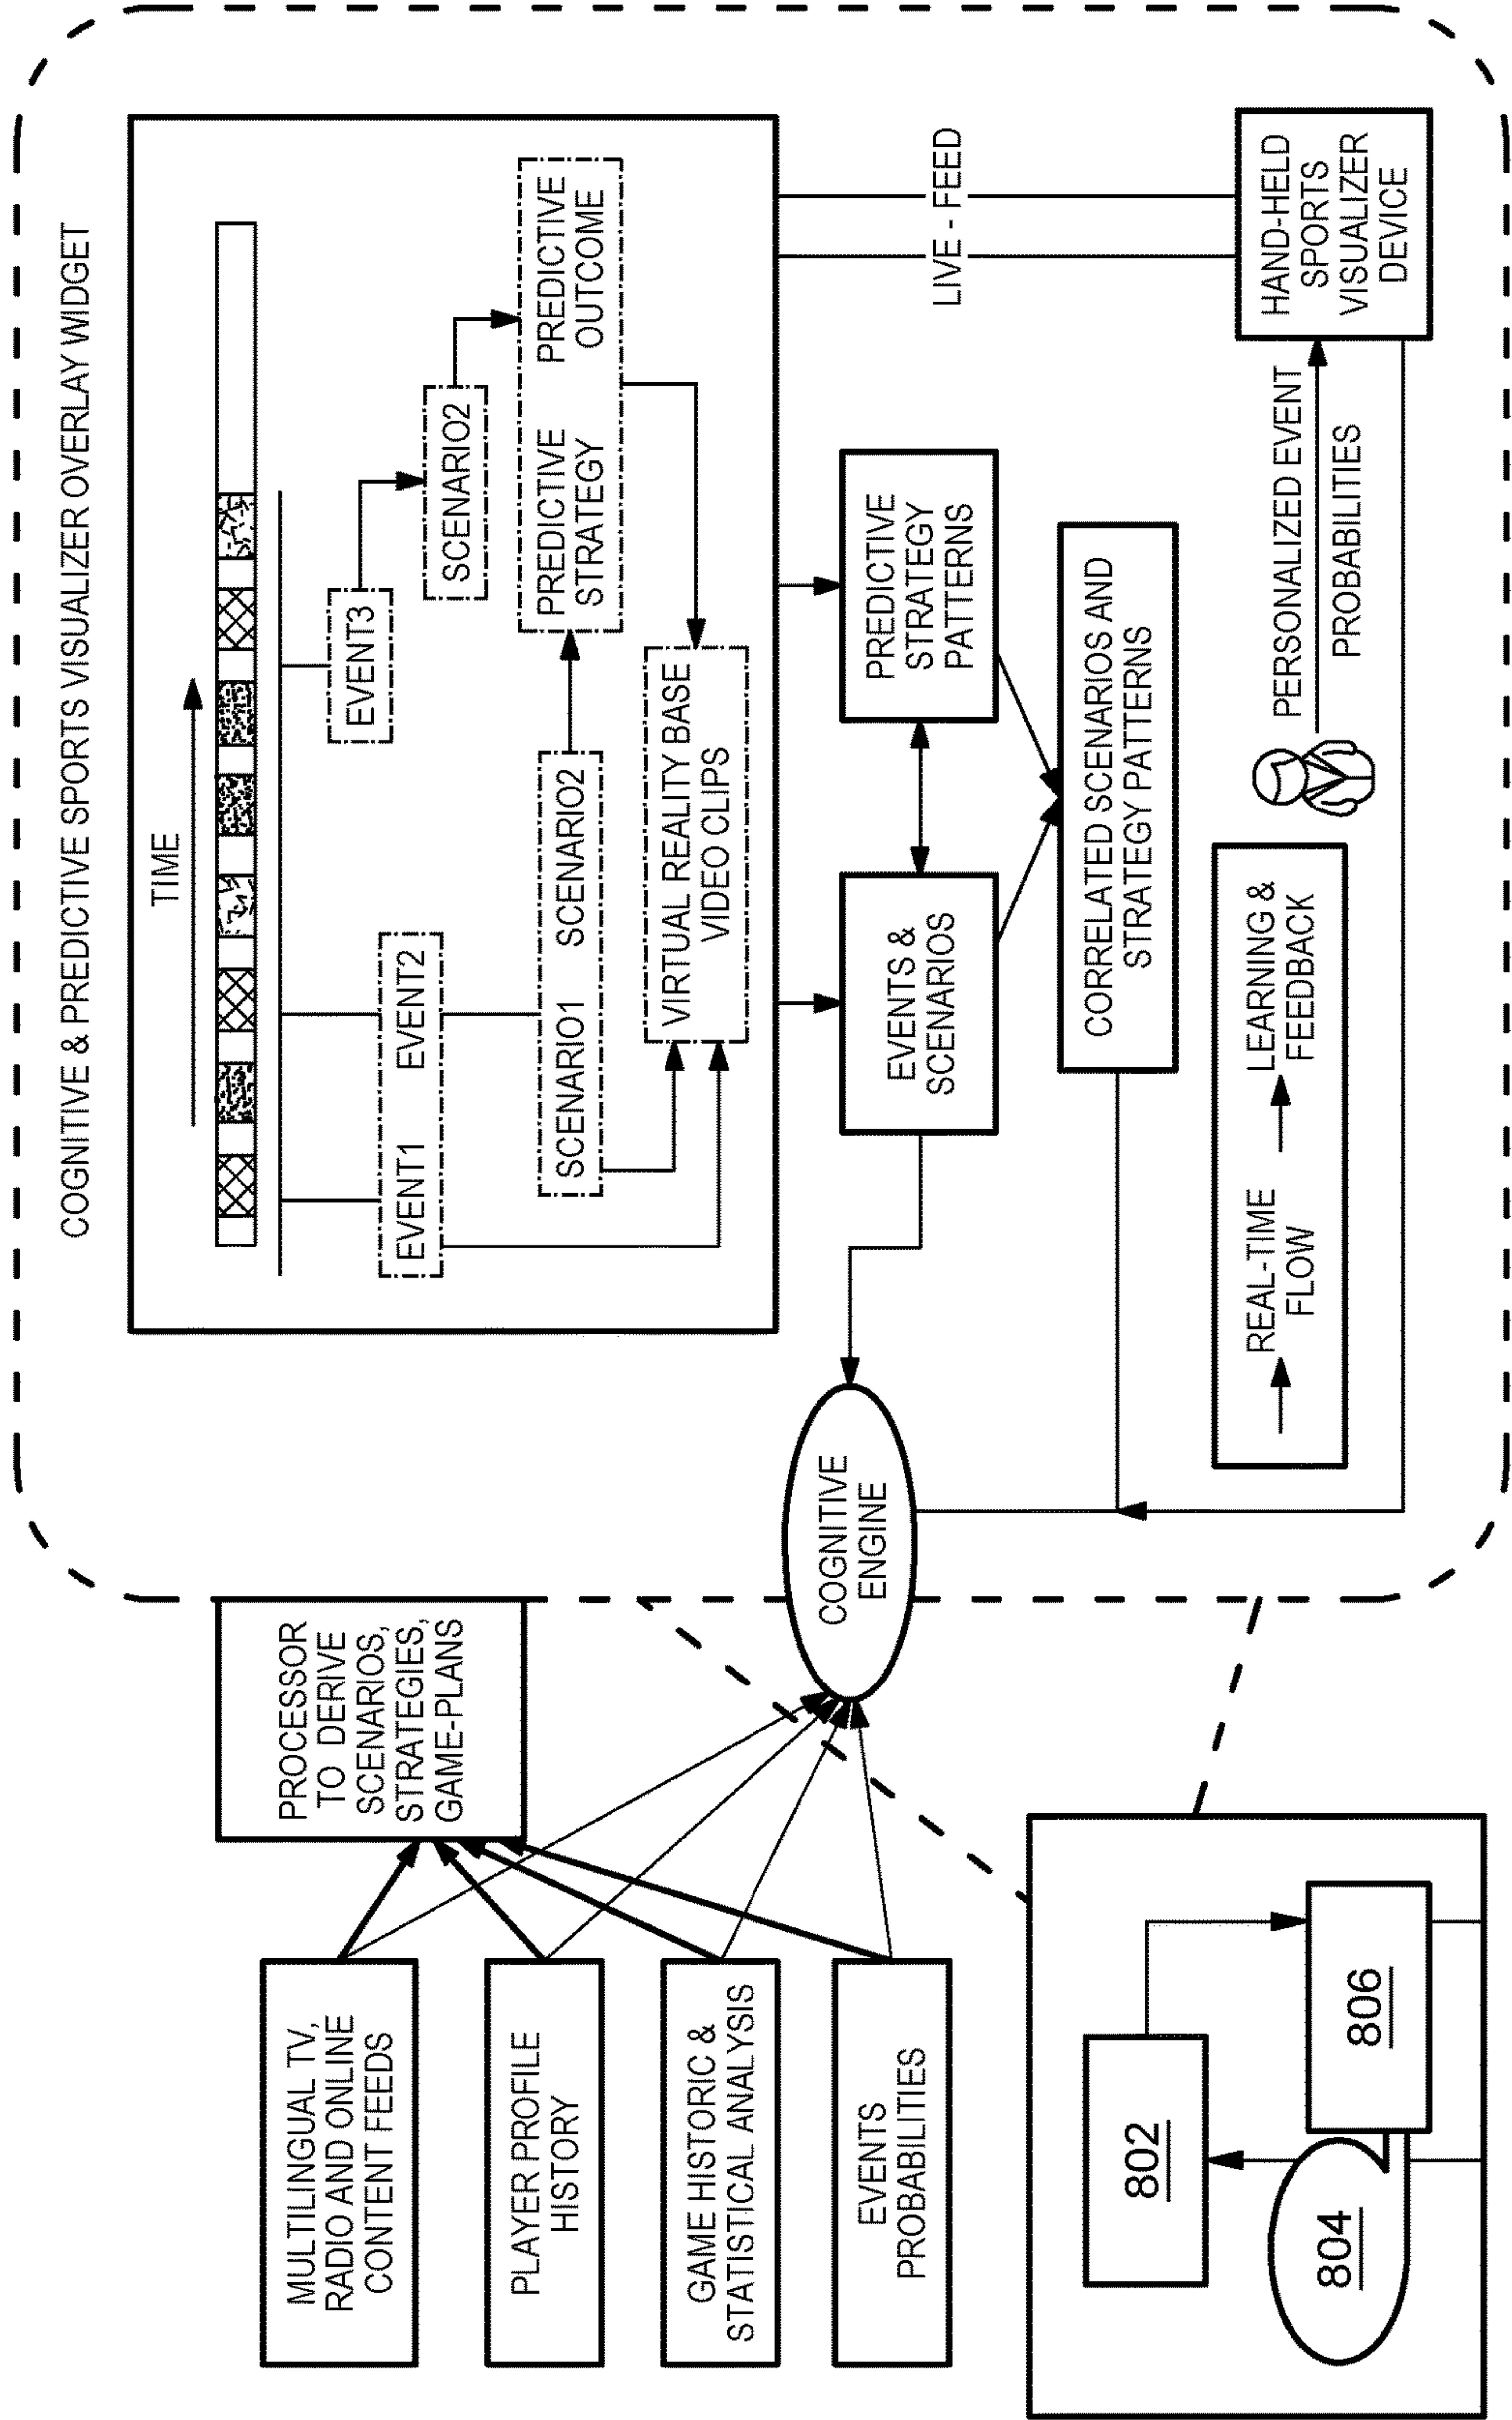 COGNITIVE & PREDICTIVE SPORTS VISUALIZER OVERLAY WIDGET
MULTILINGUAL TV,
RADIO AND ONLINE
CONTENT FEEDS
PLAYER PROFILE
HISTORY
GAME HISTORIC &
STATISTICAL ANALYSIS
EVENTS
PROBABILITIES
PROCESSOR
TO DERIVE
SCENARIOS,
STRATEGIES,
GAME-PLANS
COGNITIVE
ENGINE
TIME
EVENT1
EVENT2
EVENT3
SCENARIO2
SCENARIO1
SCENARIO2
PREDICTIVE
STRATEGY
PREDICTIVE
OUTCOME
VIRTUAL REALITY BASE
VIDEO CLIPS
EVENTS &
SCENARIOS
PREDICTIVE
STRATEGY
PATTERNS
CORRELATED SCENARIOS AND
STRATEGY PATTERNS
LIVE - FEED
REAL-TIME
FLOW
LEARNING &
FEEDBACK
PERSONALIZED EVENT
PROBABILITIES
HAND-HELD
SPORTS
VISUALIZER
DEVICE
802
804
806